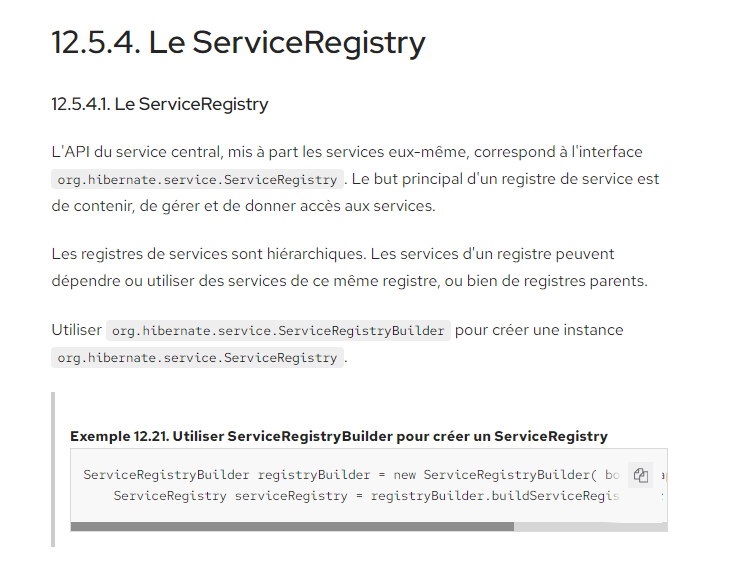 12.5.4. Le ServiceRegistry
12.5.4.1. Le ServiceRegistry
L'API du service central, mis à part les services eux-même, correspond à l'interface
org.hibernate.service.ServiceRegistry . Le but principal d'un registre de service est
de contenir, de gérer et de donner accès aux services.
Les registres de services sont hiérarchiques. Les services d'un registre peuvent
dépendre ou utiliser des services de ce même registre, ou bien de registres parents.
Utiliser org.hibernate.service.ServiceRegistryBuilder pour créer une instance
org.hibernate.service.ServiceRegistry .
Exemple 12.21. Utiliser ServiceRegistryBuilder pour créer un ServiceRegistry
ServiceRegistryBuilder registryBuilder = new ServiceRegistryBuilder(
ServiceRegistry serviceRegistry =